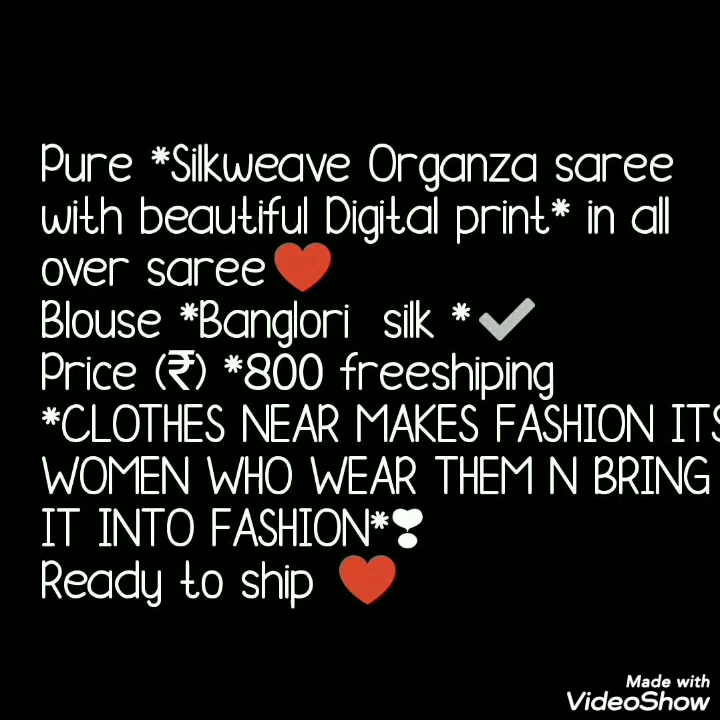 Pure *Silkweave Organza saree
with beautiful Digital print* in all
over saree❤️
Blouse *Banglori silk *✔️
Price (₹) *800 freeshiping
*CLOTHES NEAR MAKES FASHION ITS
WOMEN WHO WEAR THEM N BRING
IT INTO FASHION*❣
Ready to ship ❤️
Made with
VideoShow